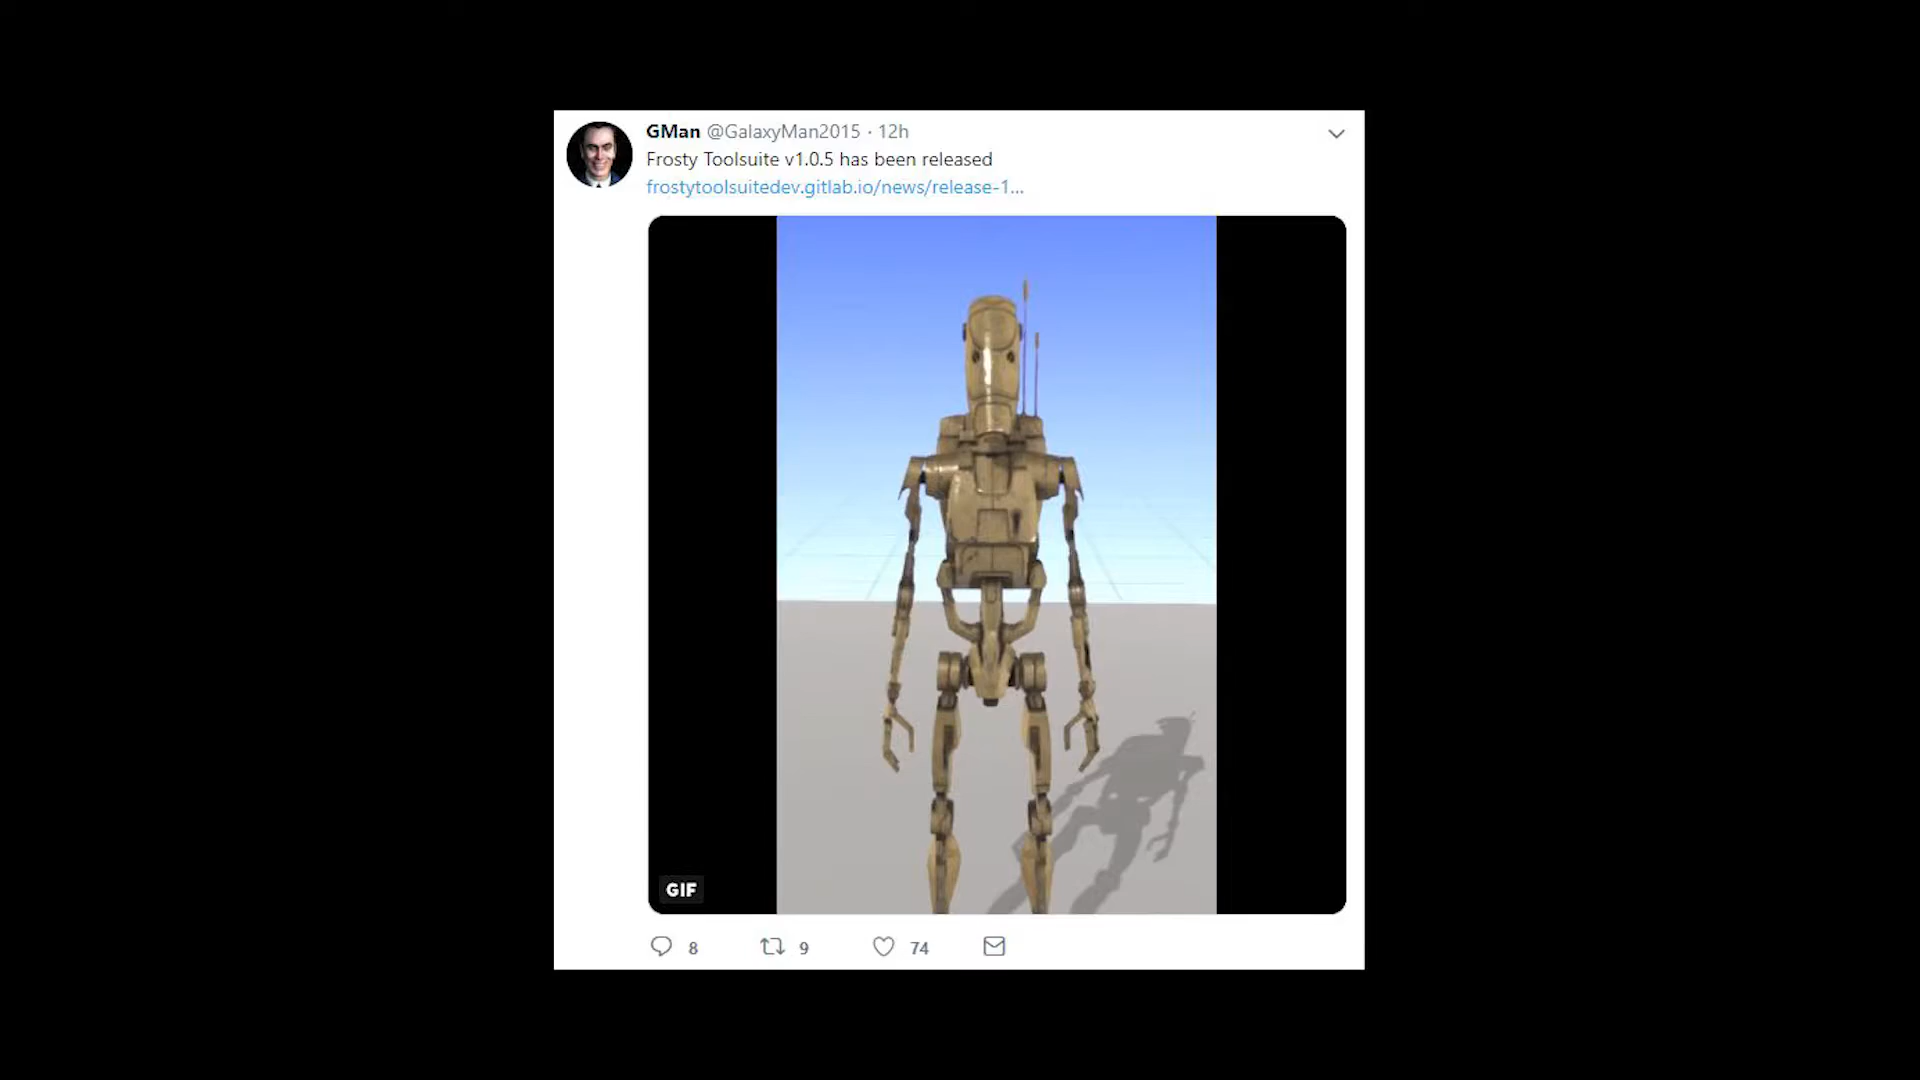 GMan @GalaxyMan2015 · 12h
Frosty Toolsuite v1.0.5 has been released
frostytoolsuitedev.gitlab.io/news/release-1...
GIF
8 9 74